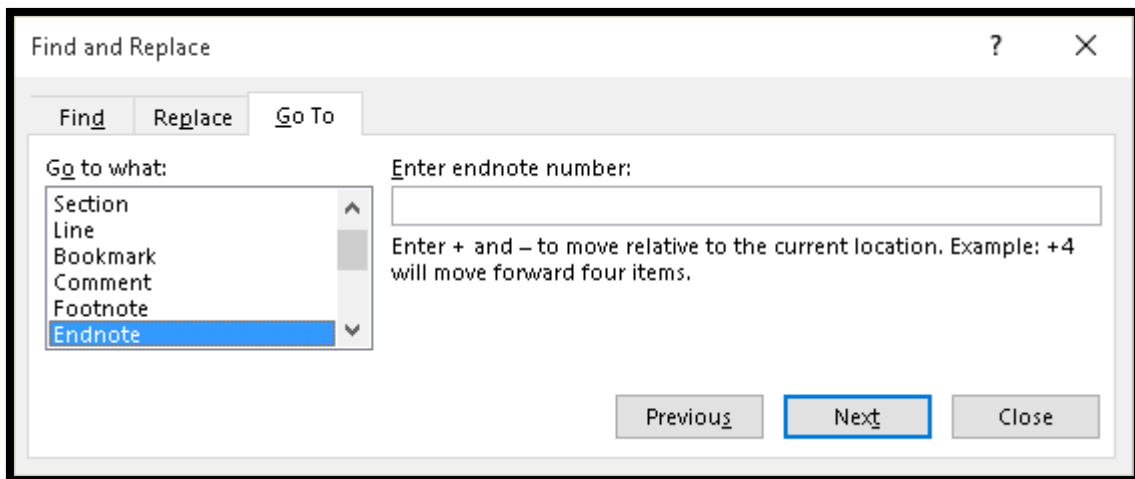 Find and Replace
?
Find Replace Go To
Go to what:
Section
Line
Bookmark
Comment
Footnote
Endnote
Enter endnote number:
Enter + and – to move relative to the current location. Example: +4
will move forward four items.
Previous Next Close